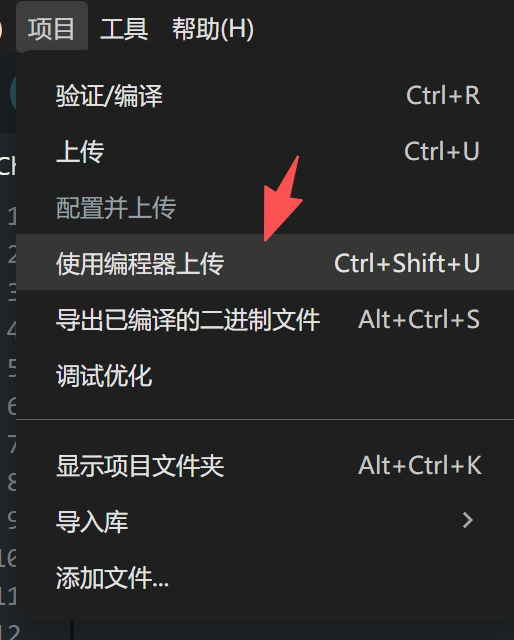 ) 项目 工具 帮助(H)
验证/编译 Ctrl+R
上传 Ctrl+U
Ch
1
配置并上传
2
使用编程器上传 Ctrl+Shift+U
3
导出已编译的二进制文件 Alt+Ctrl+S
4
调试优化
5
6
7
显示项目文件夹 Alt+Ctrl+K
8
导入库
9
10
添加文件...
11
12